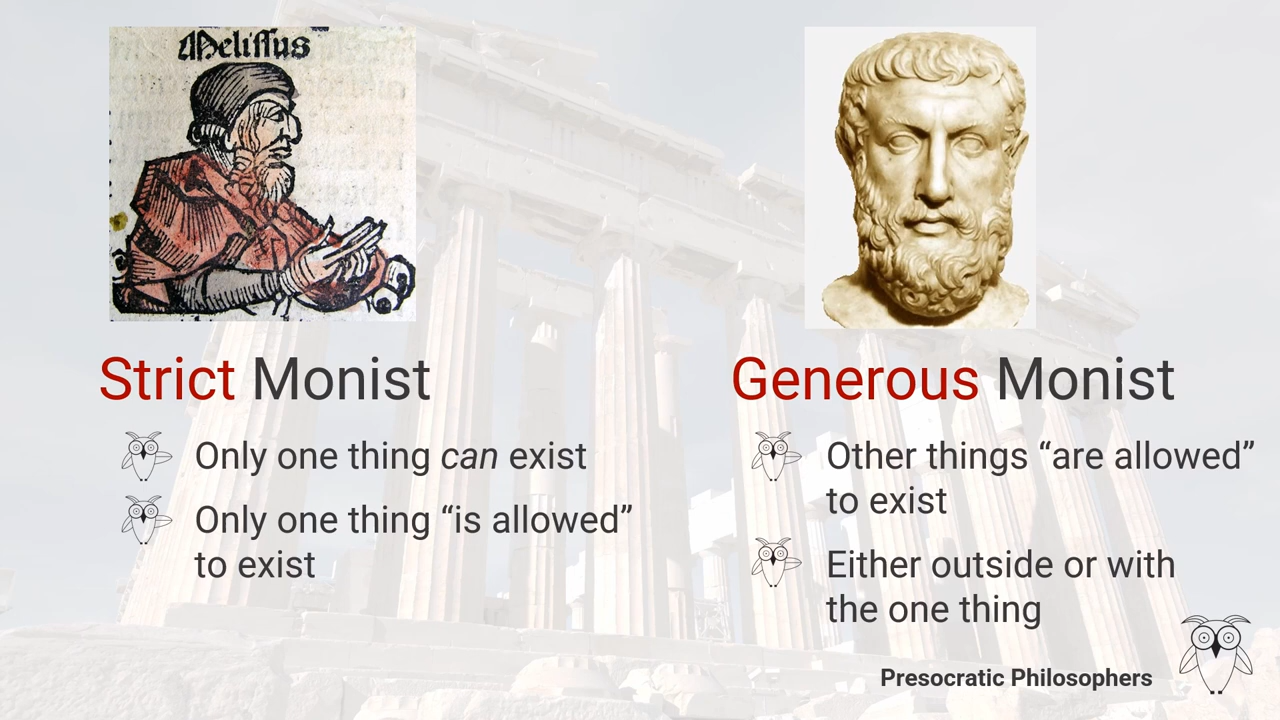 Meliſſus
Strict Monist
Only one thing can exist
Only one thing “is allowed”
to exist
Generous Monist
Other things “are allowed”
to exist
Either outside or with
the one thing
Presocratic Philosophers